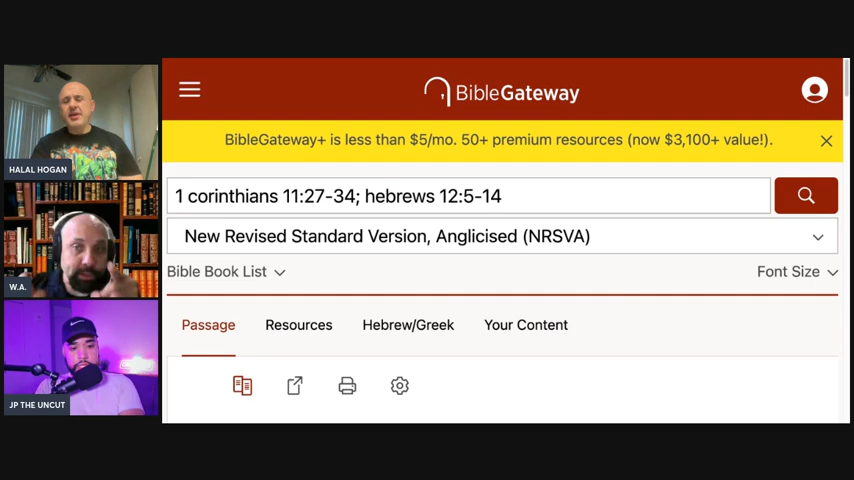 HALAL HOGAN
W.A.
JP THE UNCUT
BibleGateway
BibleGateway+ is less than $5/mo. 50+ premium resources (now $3,100+ value!).
1 corinthians 11:27-34; hebrews 12:5-14
New Revised Standard Version, Anglicised (NRSVA)
Bible Book List
Font Size
Passage
Resources
Hebrew/Greek
Your Content